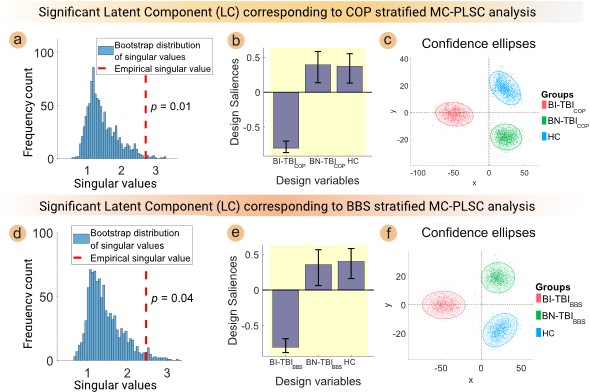 Significant Latent Component (LC) corresponding to COP stratified MC-PLSC analysis
a
Frequency count
100
50
0
1 2 3
Singular values
Bootstrap distribution
of singular values
Empirical singular value
p = 0.01
b
Design Saliences
0.5
0
-0.5
BI-TBI_COP BN-TBI_COP HC
Design variables
c
Confidence ellipses
40
20
0
-20
-40
y
-100 -50 0 50
x
Groups
BI-TBI_COP
BN-TBI_COP
HC
Significant Latent Component (LC) corresponding to BBS stratified MC-PLSC analysis
d
Frequency count
100
50
0
1 2 3
Singular values
Bootstrap distribution
of singular values
Empirical singular value
p = 0.04
e
Design Saliences
0.5
0
-0.5
BI-TBI_BBS BN-TBI_BBS HC
Design variables
f
Confidence ellipses
20
0
-20
y
-50 0 50
x
Groups
BI-TBI_BBS
BN-TBI_BBS
HC